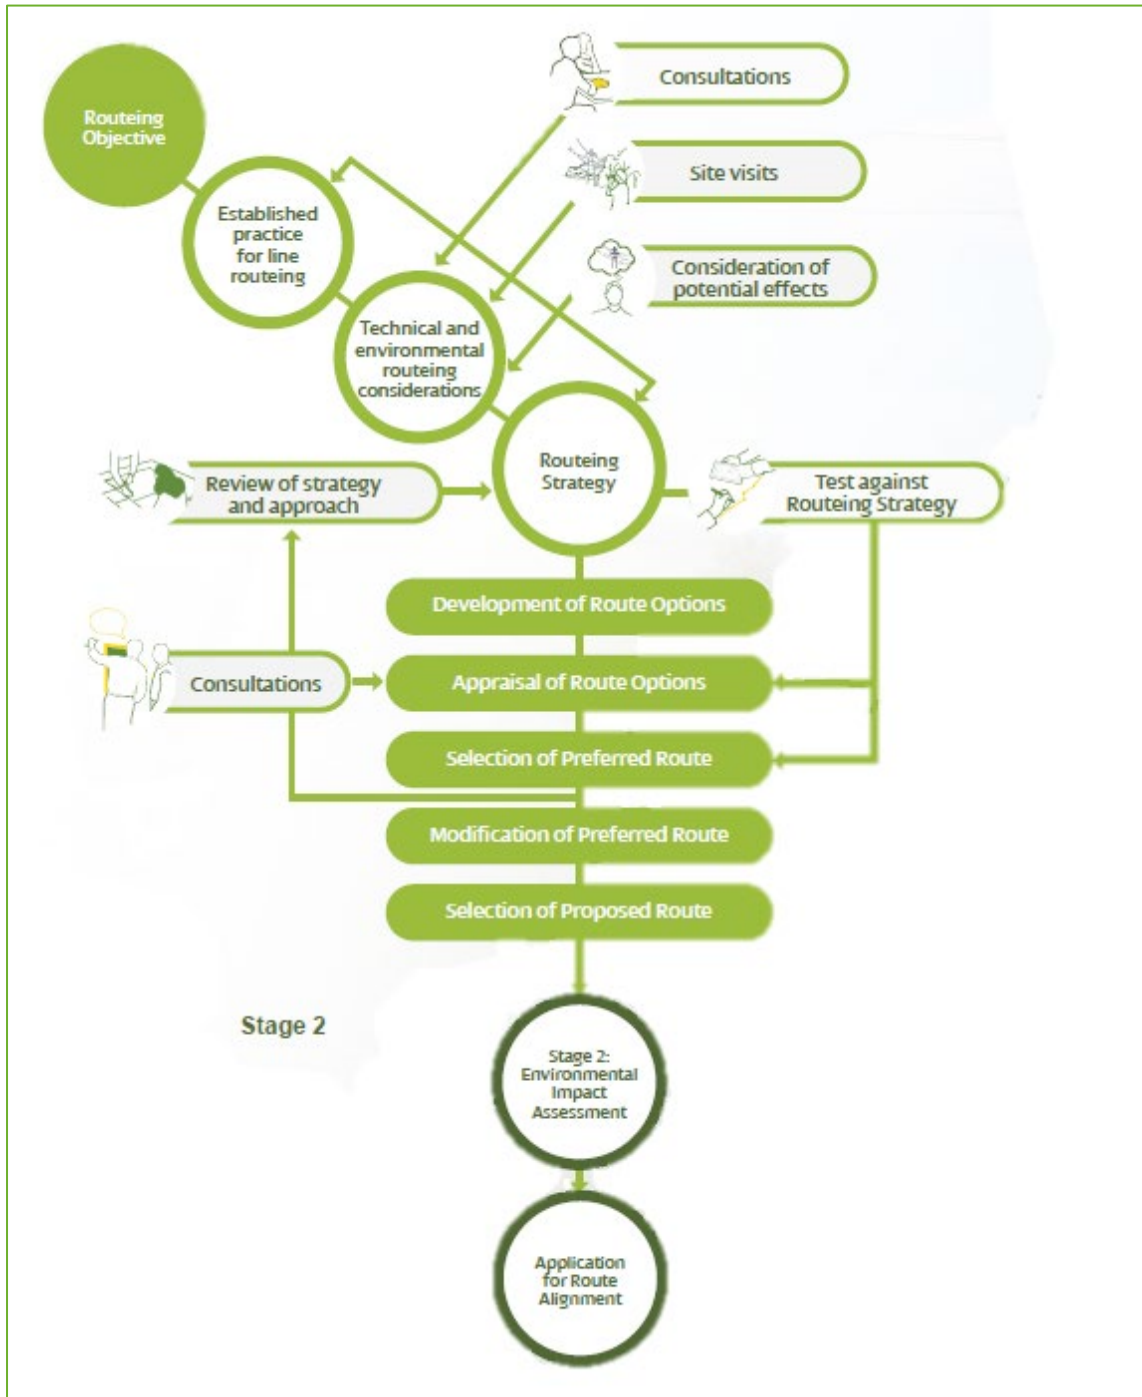 Routeing
Objective
Consultations
Site visits
Established
practice
for line
routeing
Consideration of
potential effects
Technical and
environmental
routeing
considerations
Routeing
Strategy
Review of strategy
and approach
Test against
Routeing Strategy
Development of Route Options
Consultations
Appraisal of Route Options
Selection of Preferred Route
Modification of Preferred Route
Selection of Proposed Route
Stage 2
Stage 2:
Environmental
Impact
Assessment
Application
for Route
Alignment